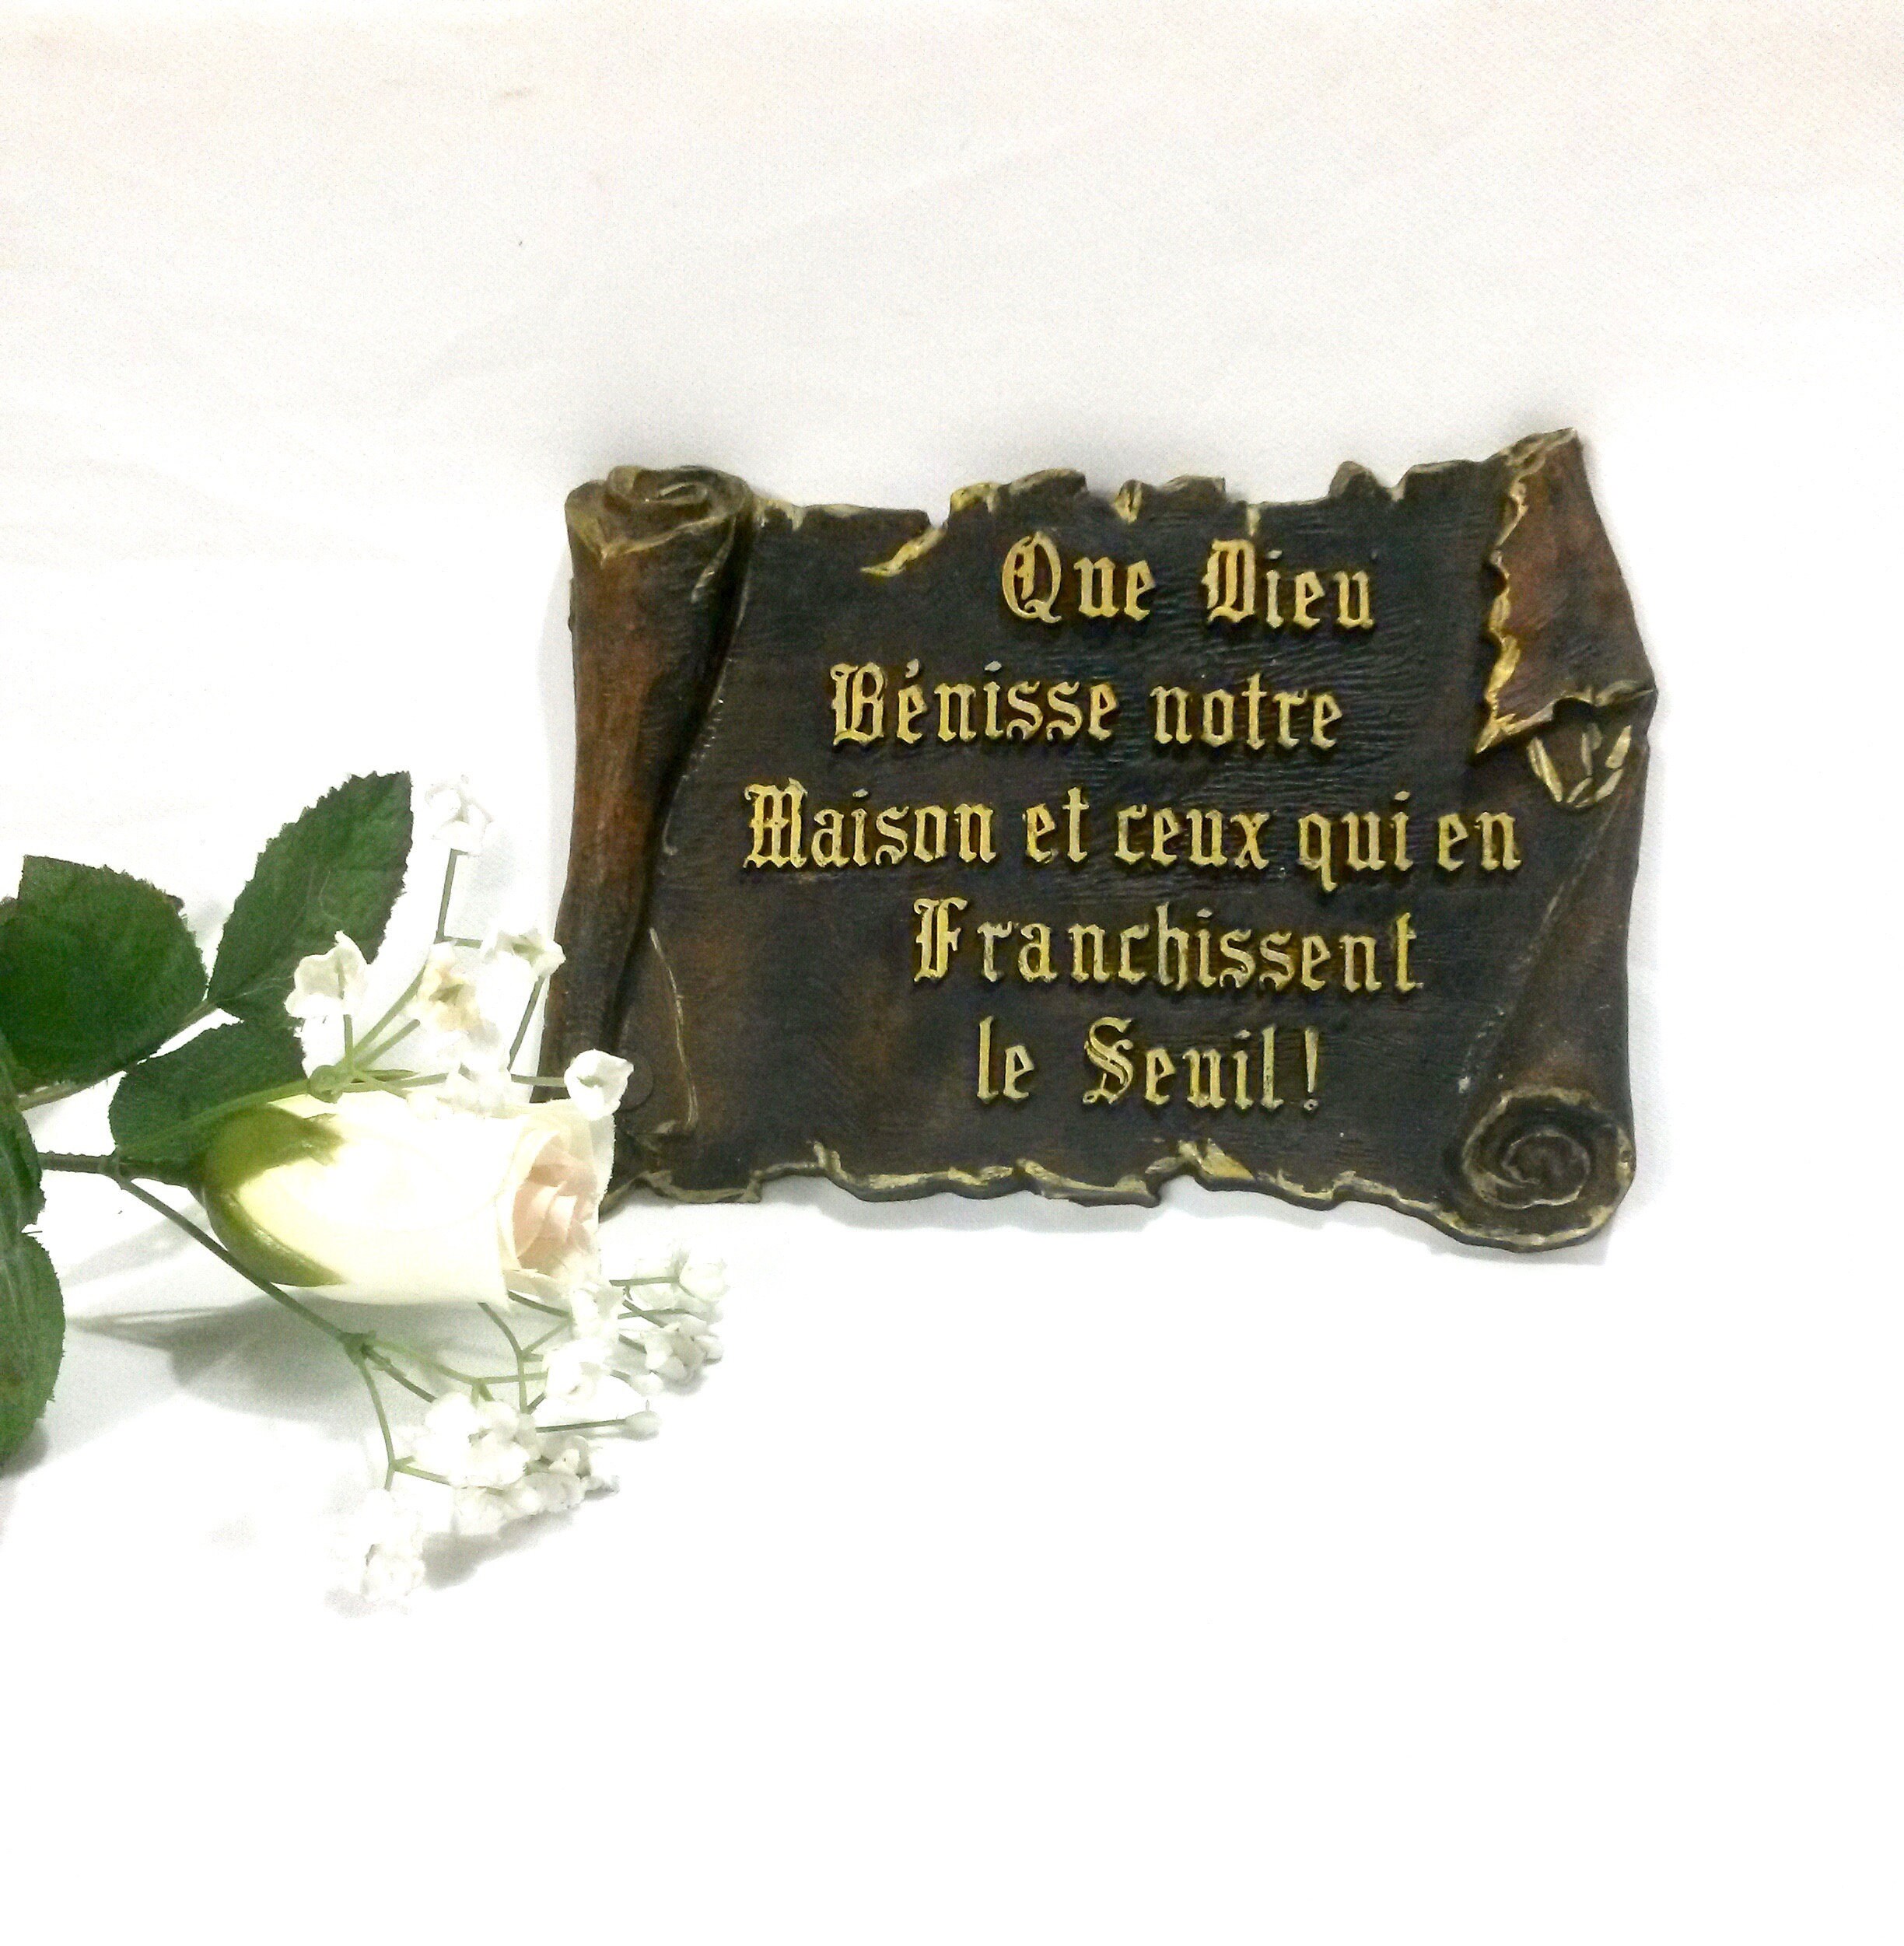 Que Dieu
Bénisse notre
Maison et ceux qui en
Franchissent
le Seuil!